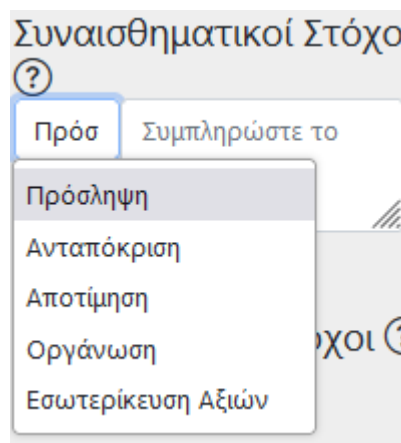 Συναισθηματικοί Στόχο
?
Πρόσ Συμπληρώστε το
Πρόσληψη
Ανταπόκριση
Αποτίμηση
Οργάνωση
χοι
Εσωτερίκευση Αξιών